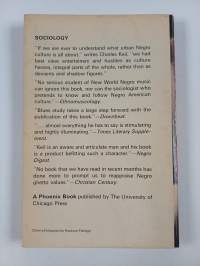 SOCIOLOGY
"If we are ever to understand what urban Negro
culture is all about," writes Charles Keil, "we had
best view entertainers and hustlers as culture
heroes, integral parts of the whole, rather than as
deviants and shadow figures."
"No serious student of New World Negro music
can ignore this book, nor can the sociologist who
pretends to know and follow Negro American
culture."—Ethnomusicology.
"Blues study takes a large step forward with the
publication of this book."—Downbeat.
". . . almost everything he has to say is stimulating
and highly illuminating."—Times Literary Supple-
ment.
"Keil is an aware and articulate man and his book
is a product befitting such a character."—Negro
Digest.
"No book that we have read in recent months has
done more to prompt us to reappraise Negro
ghetto values."—Christian Century.
A Phoenix Book published by The University of
Chicago Press